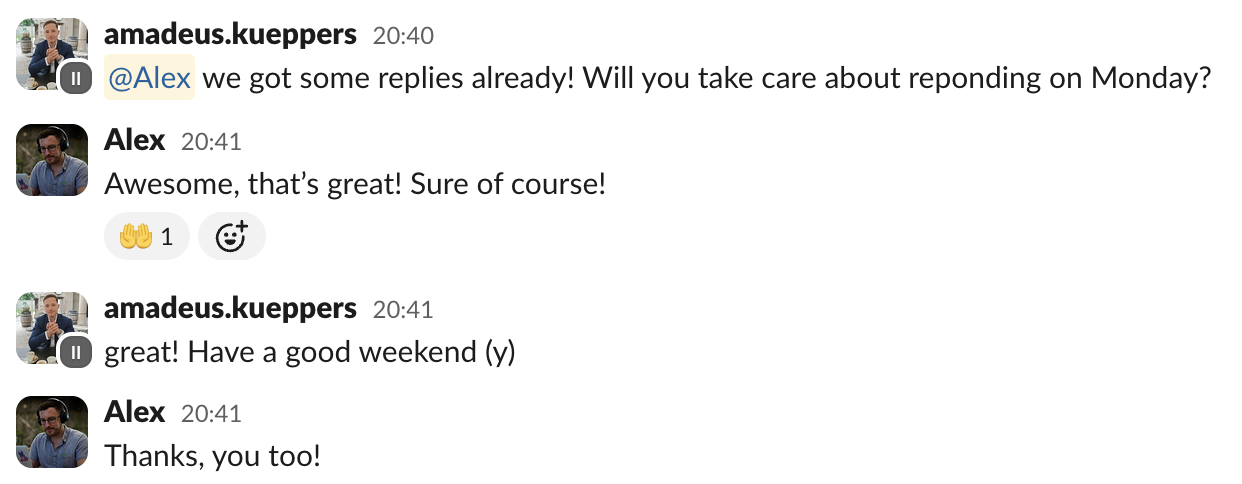 amadeus.kueppers 20:40
@Alex we got some replies already! Will you take care about reponding on Monday?
Alex 20:41
Awesome, that’s great! Sure of course!
🤲 1
amadeus.kueppers 20:41
great! Have a good weekend (y)
Alex 20:41
Thanks, you too!